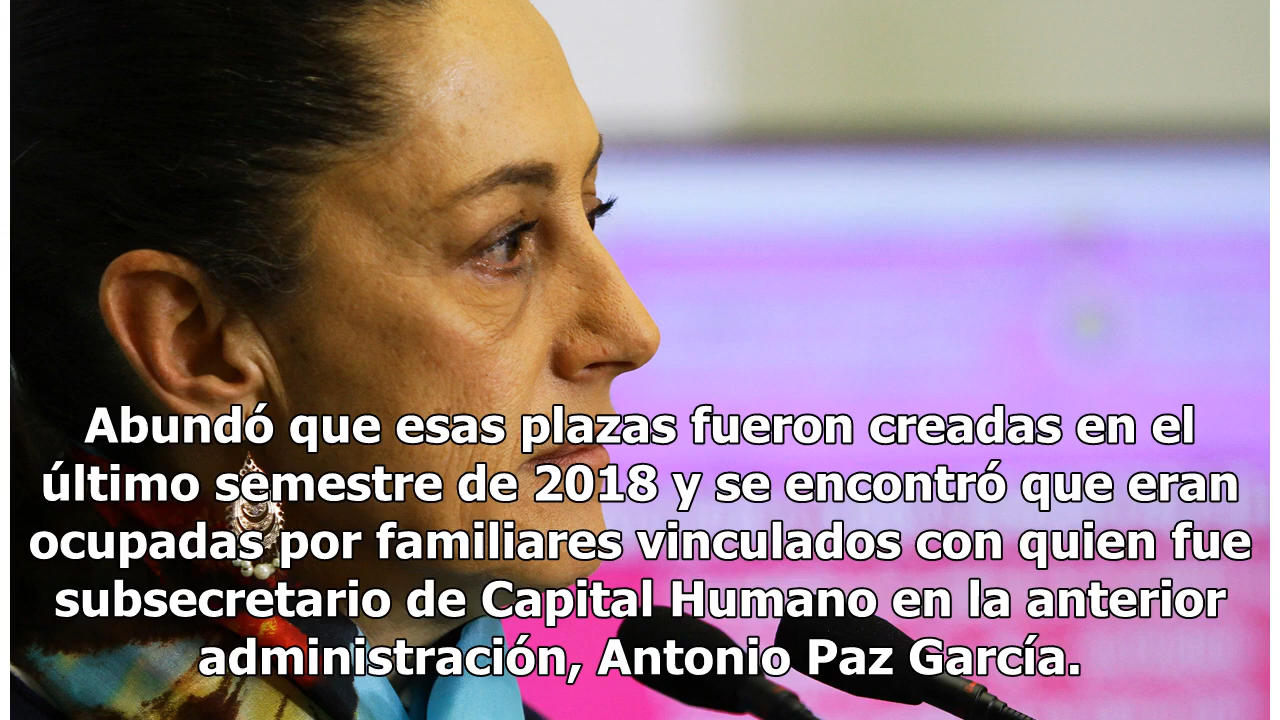 Abundó que esas plazas fueron creadas en el
último semestre de 2018 y se encontró que eran
ocupadas por familiares vinculados con quien fue
subsecretario de Capital Humano en la anterior
administración, Antonio Paz García.